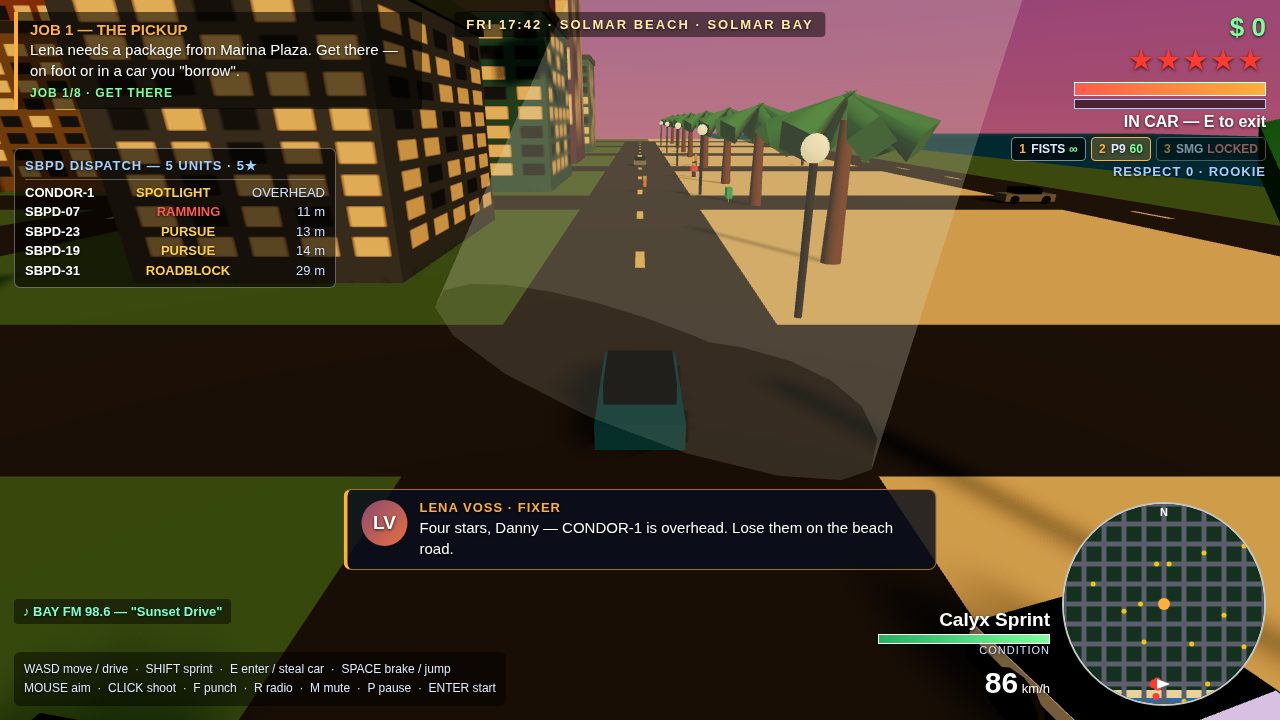 FRI 17:42 · SOLMAR BEACH · SOLMAR BAY
JOB 1 — THE PICKUP
Lena needs a package from Marina Plaza. Get there —
on foot or in a car you "borrow".
JOB 1/8 · GET THERE
$ 0
★★★★★
IN CAR — E to exit
1 FISTS ∞
2 P9 60
3 SMG LOCKED
RESPECT 0 · ROOKIE
SBPD DISPATCH — 5 UNITS · 5★
CONDOR-1 SPOTLIGHT OVERHEAD
SBPD-07 RAMMING 11 m
SBPD-23 PURSUE 13 m
SBPD-19 PURSUE 14 m
SBPD-31 ROADBLOCK 29 m
LV
LENA VOSS · FIXER
Four stars, Danny — CONDOR-1 is overhead. Lose them on the beach
road.
N
♪ BAY FM 98.6 — "Sunset Drive"
Calyx Sprint
CONDITION
86 km/h
WASD move / drive · SHIFT sprint · E enter / steal car · SPACE brake / jump
MOUSE aim · CLICK shoot · F punch · R radio · M mute · P pause · ENTER start